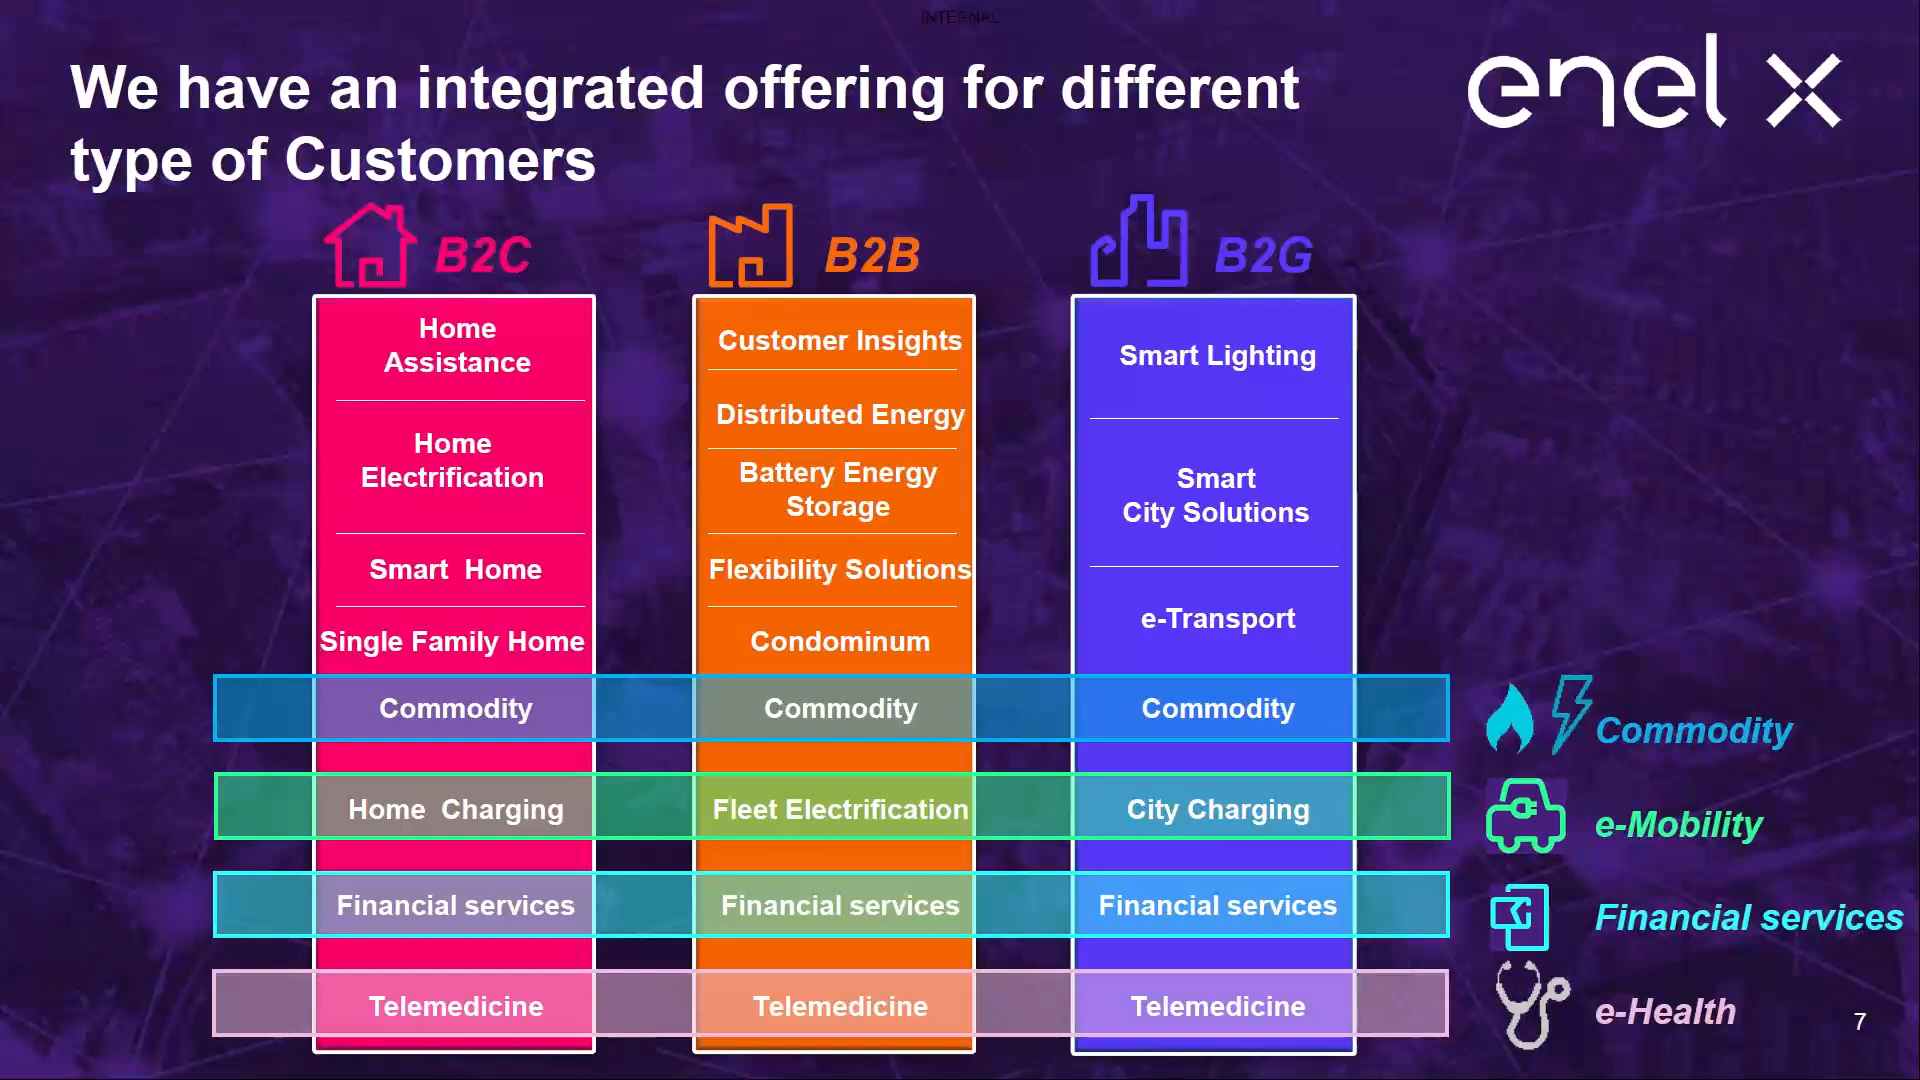 INTERNAL
We have an integrated offering for different
type of Customers
enel x
B2C
B2B
B2G
Home
Assistance
Home
Electrification
Smart  Home
Single Family Home
Customer Insights
Distributed Energy
Battery Energy
Storage
Flexibility Solutions
Condominum
Smart Lighting
Smart
City Solutions
e-Transport
Commodity
Commodity
Commodity
Commodity
Home  Charging
Fleet Electrification
City Charging
e-Mobility
Financial services
Financial services
Financial services
Financial services
Telemedicine
Telemedicine
Telemedicine
e-Health
7